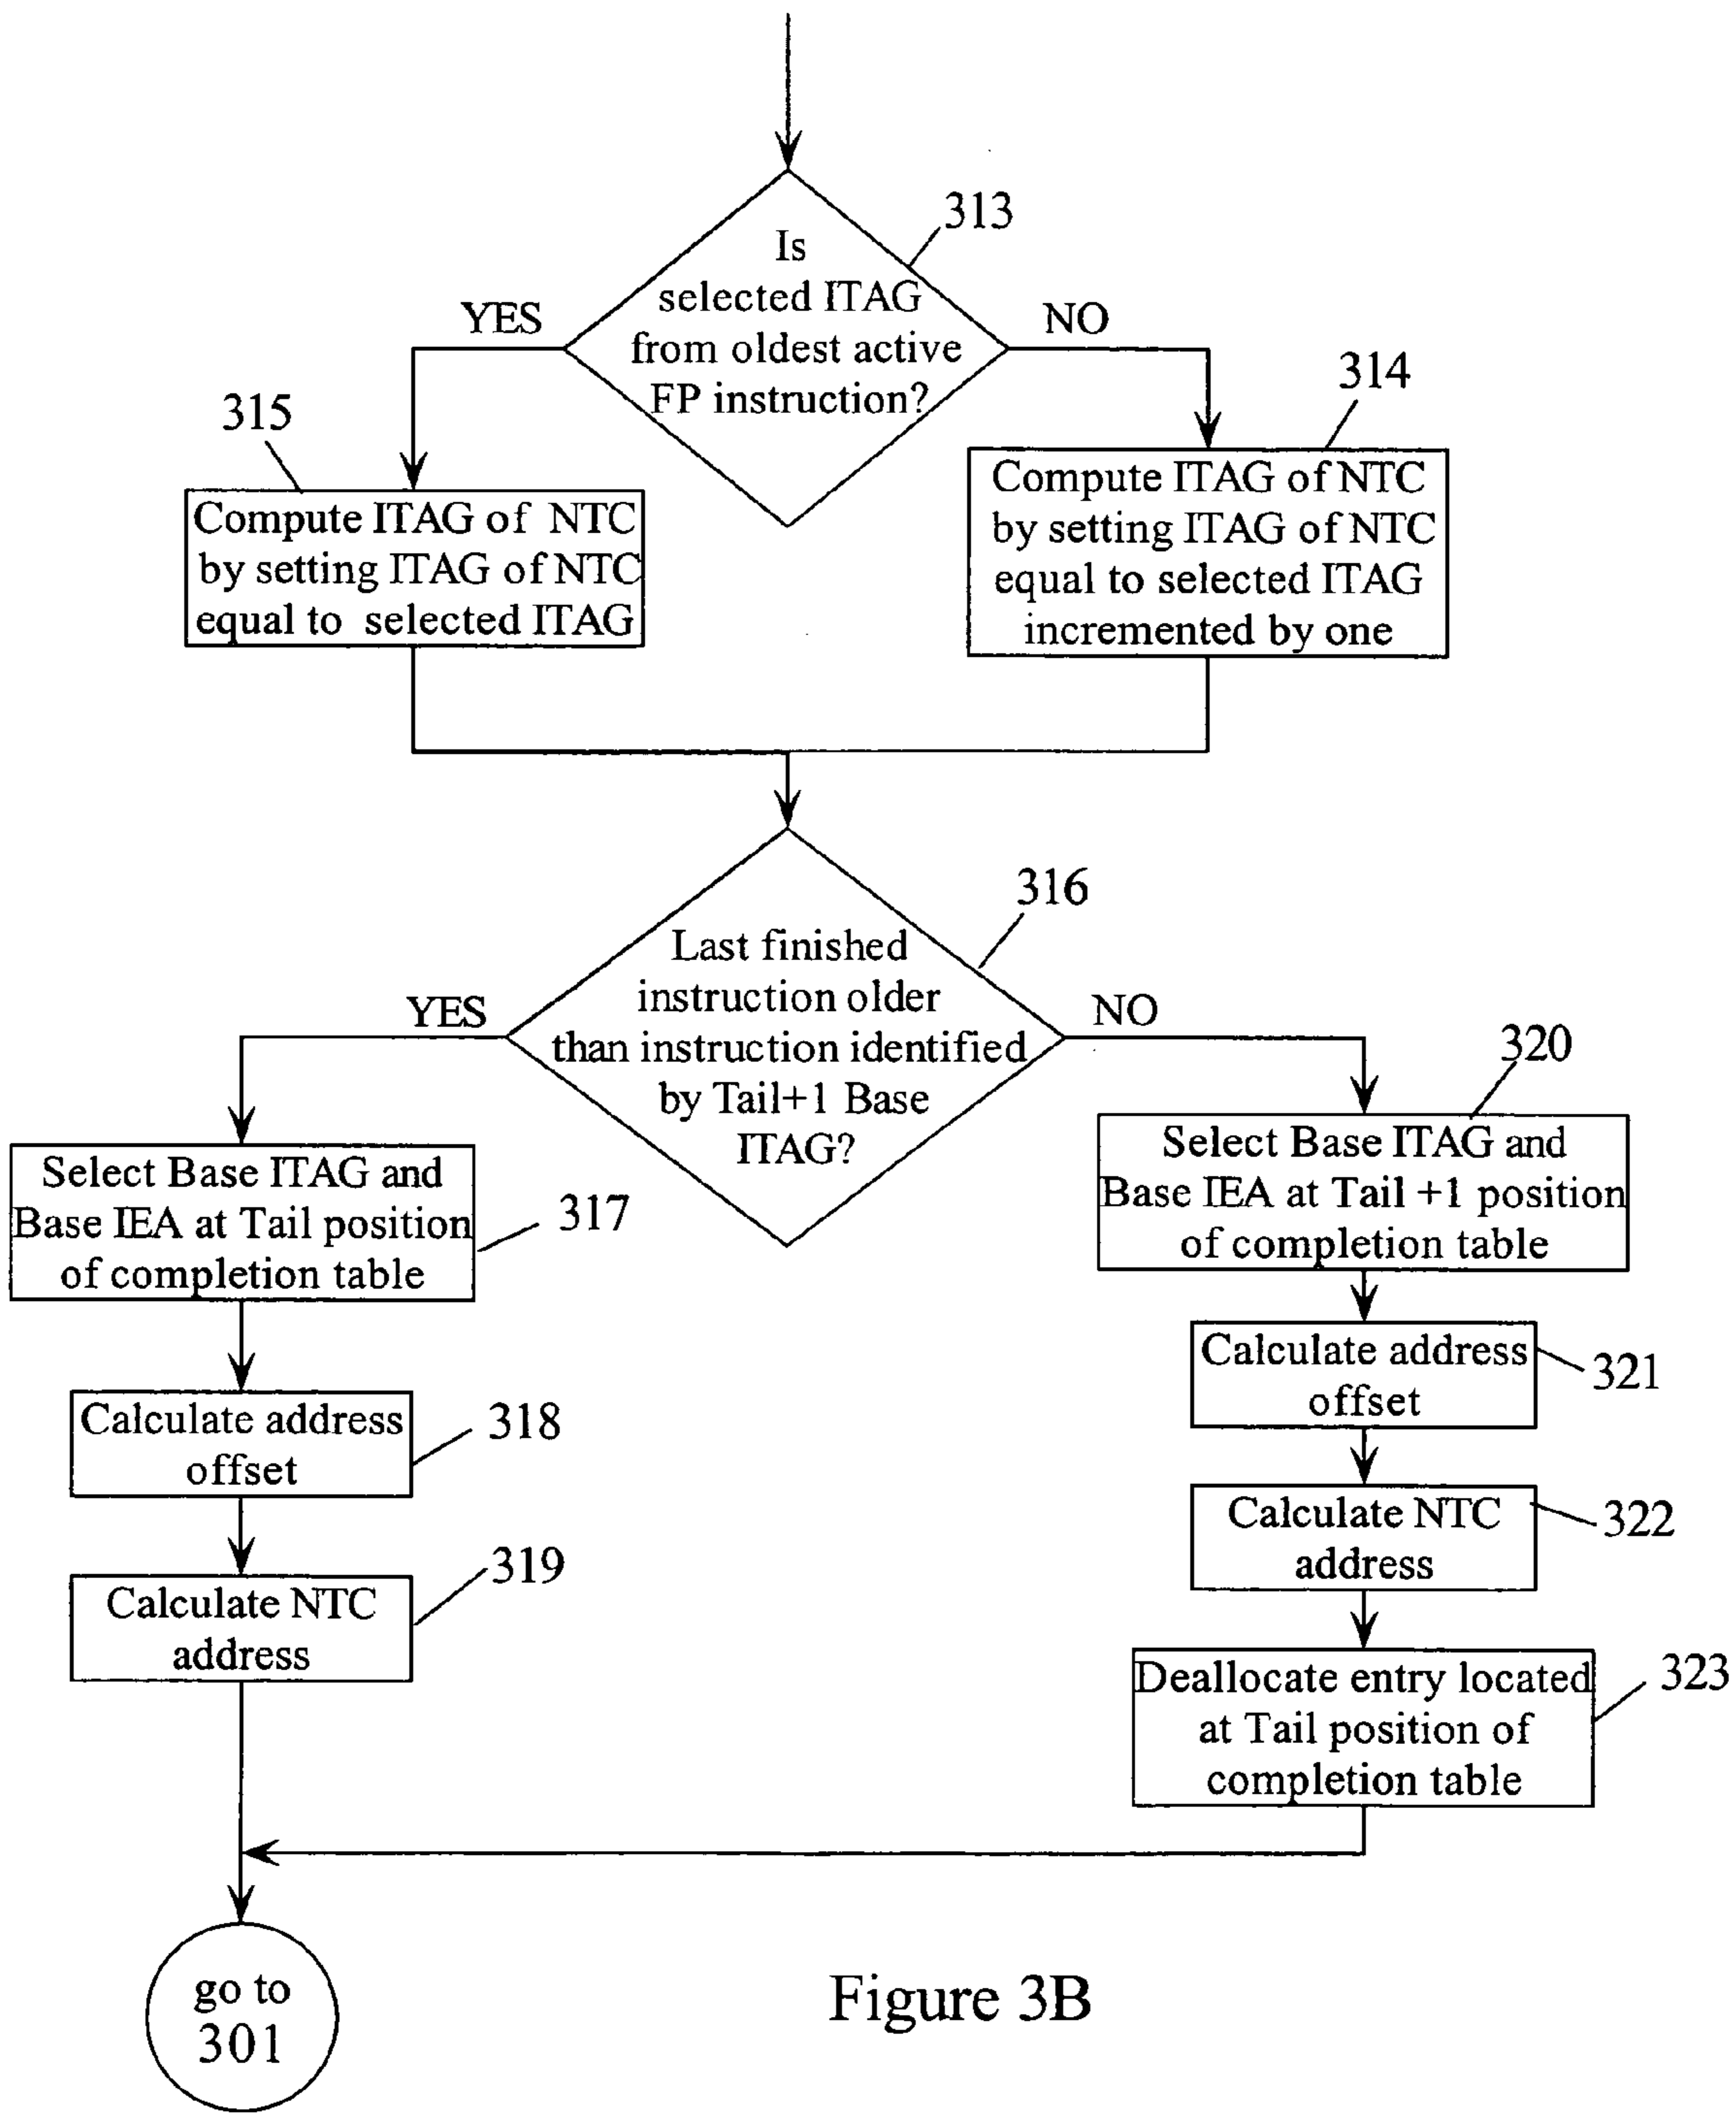 313
Is
selected ITAG
from oldest active
FP instruction?
YES
NO
315
Compute ITAG of NTC
by setting ITAG of NTC
equal to selected ITAG
314
Compute ITAG of NTC
by setting ITAG of NTC
equal to selected ITAG
incremented by one
316
Last finished
instruction older
than instruction identified
by Tail+1 Base
ITAG?
YES
NO
Select Base ITAG and
Base IEA at Tail position
of completion table
317
Calculate address
offset
318
Calculate NTC
address
319
320
Select Base ITAG and
Base IEA at Tail +1 position
of completion table
Calculate address
offset
321
Calculate NTC
address
322
Deallocate entry located
at Tail position of
completion table
323
go to
301
Figure 3B